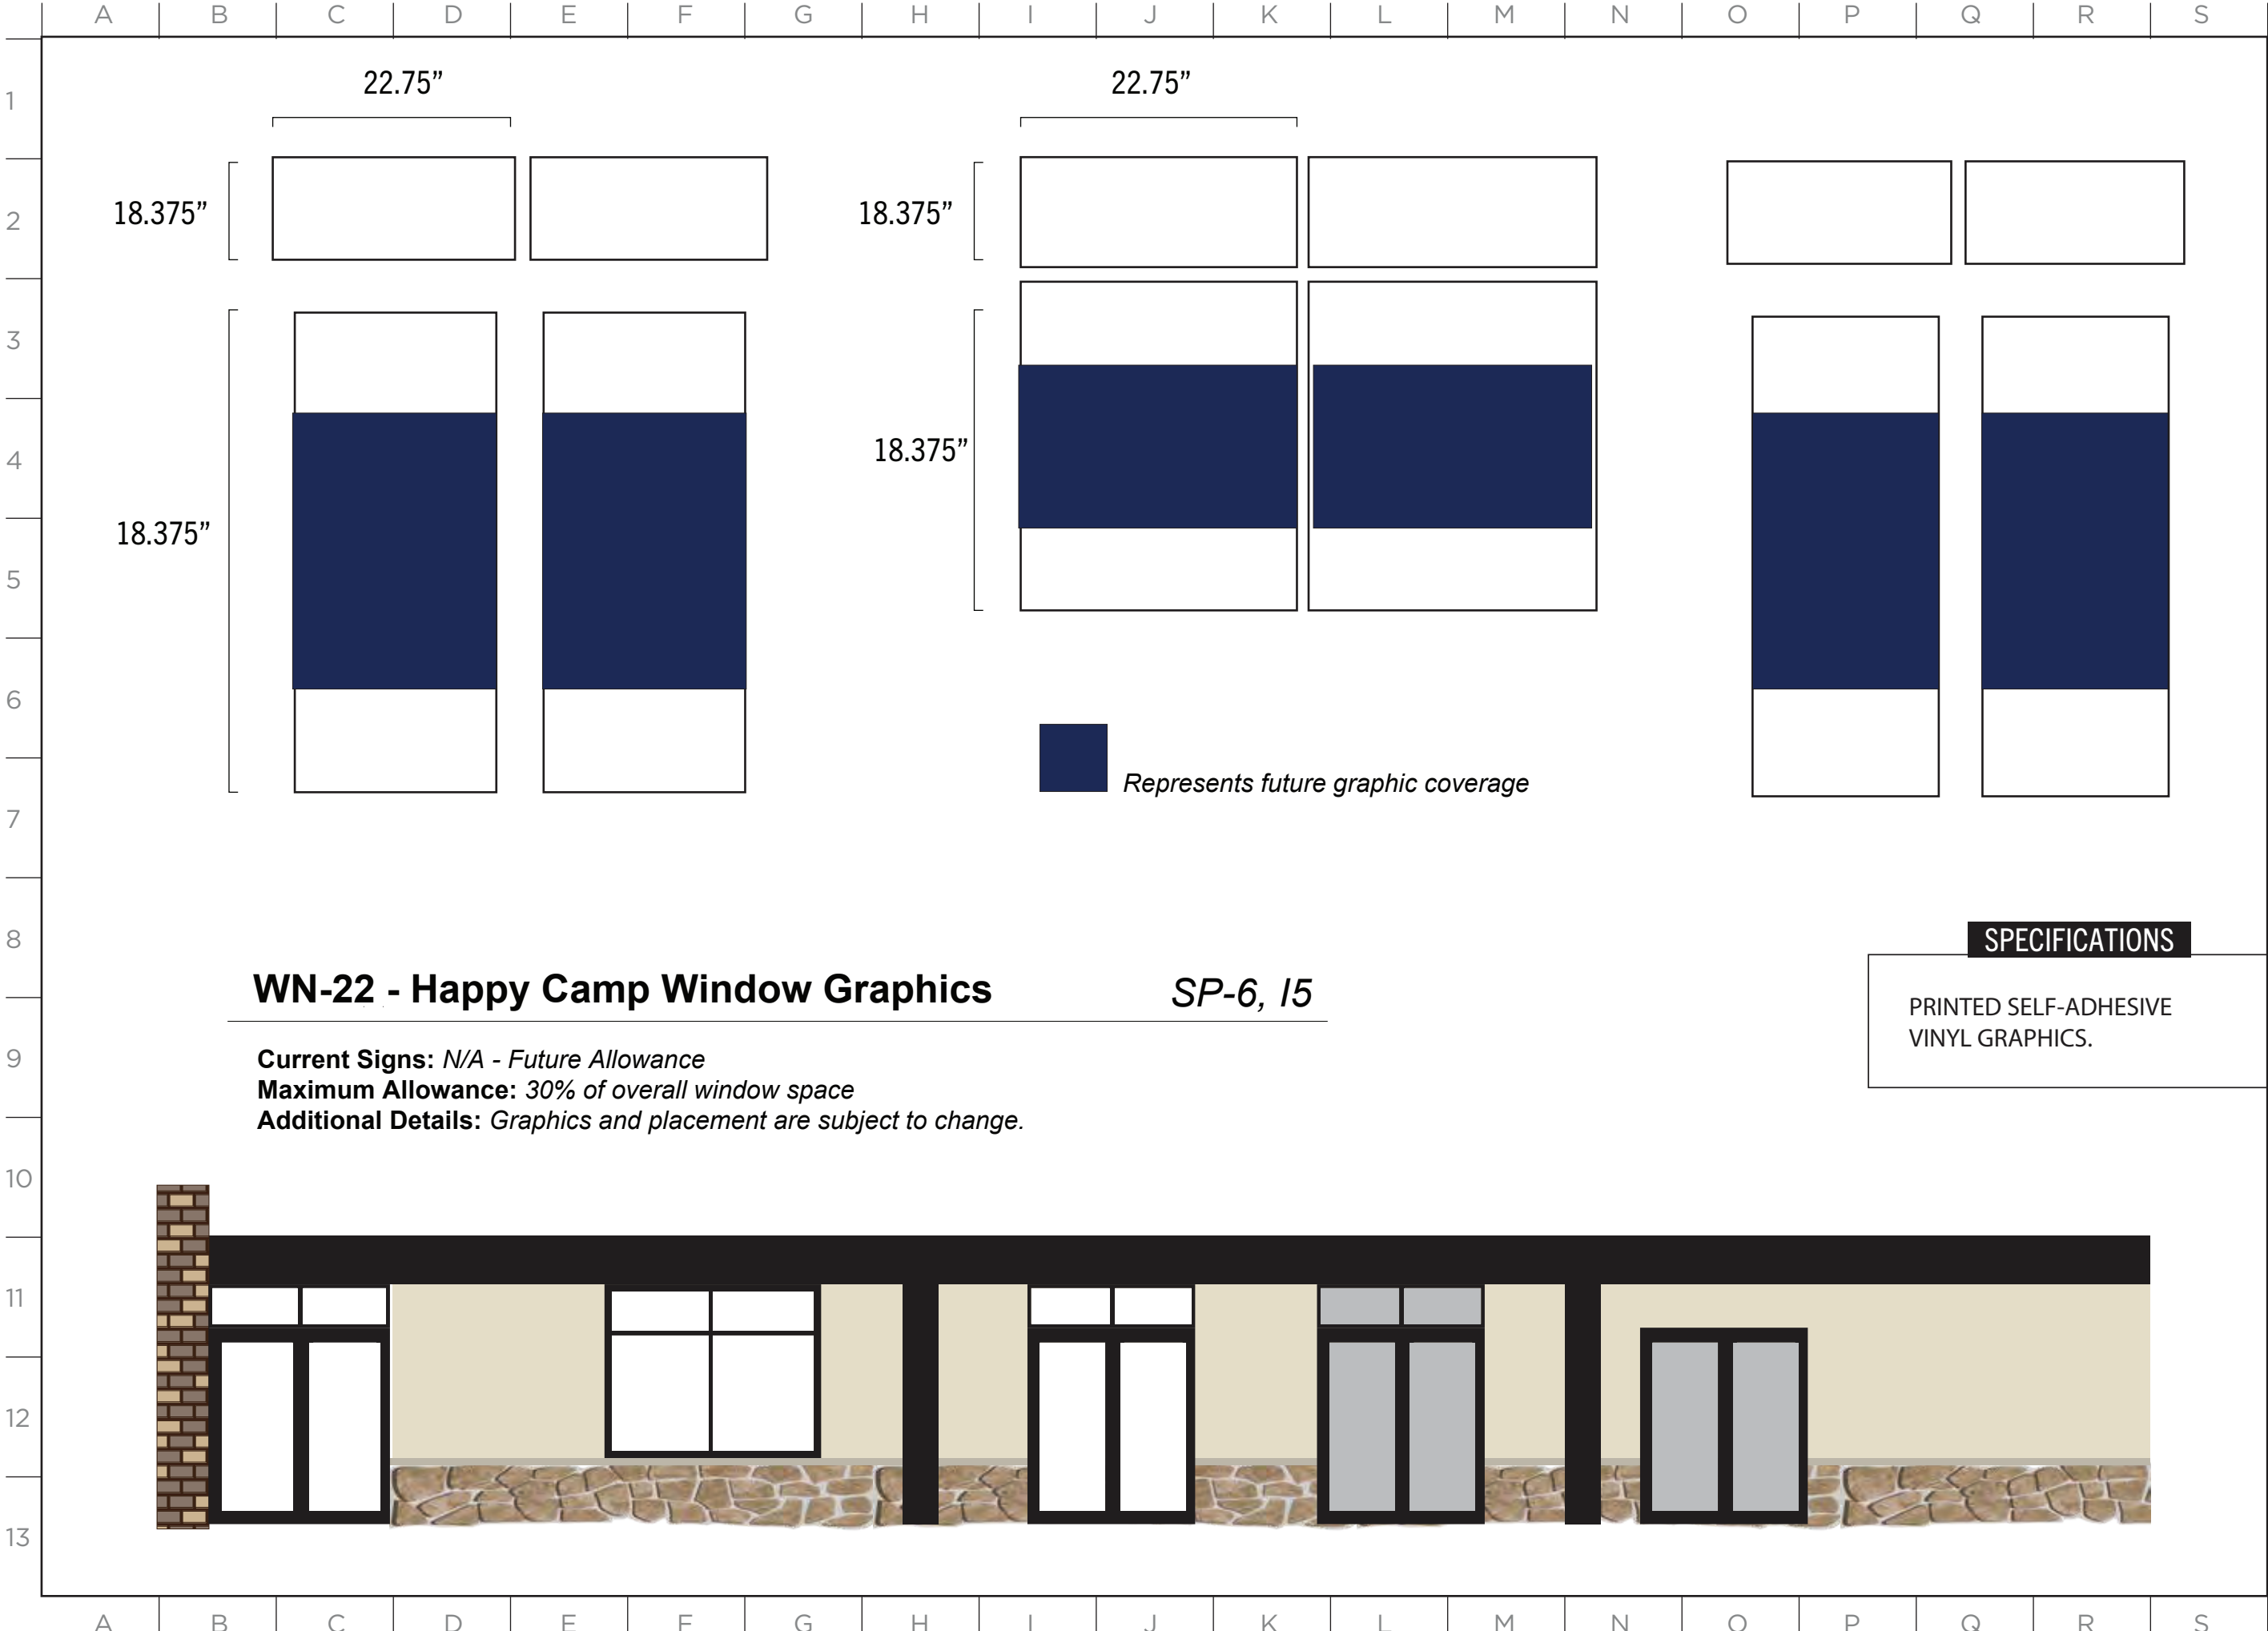 A B C D E F G H I J K L M N O P Q R S
1
22.75” 22.75”
2
18.375” 18.375”
3
4
18.375”
5
18.375”
6
Represents future graphic coverage
7
8
SPECIFICATIONS
WN-22 - Happy Camp Window Graphics SP-6, I5
PRINTED SELF-ADHESIVE
VINYL GRAPHICS.
9
Current Signs: N/A - Future Allowance
Maximum Allowance: 30% of overall window space
Additional Details: Graphics and placement are subject to change.
10
11
12
13
A B C D E F G H I J K L M N O P Q R S